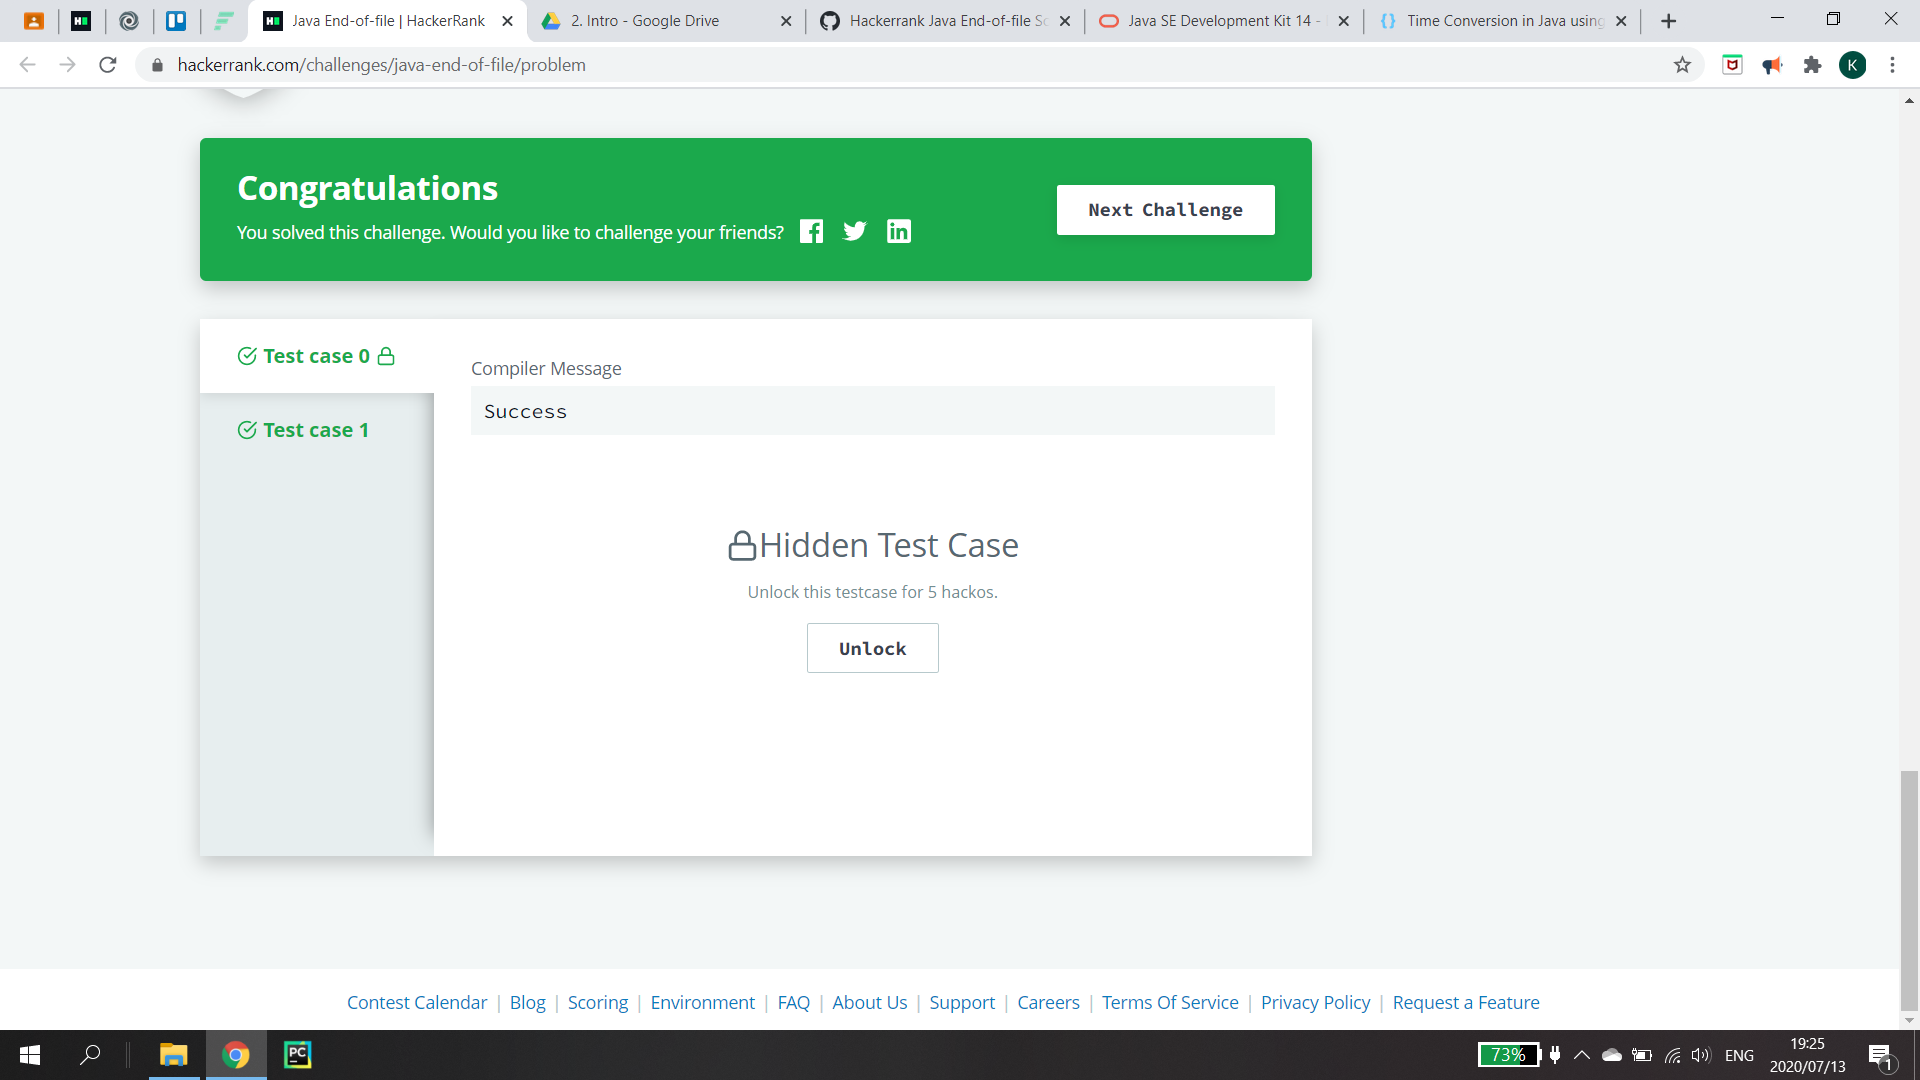 Java End-of-file | HackerRank
2. Intro - Google Drive
Hackerrank Java End-of-file So
Java SE Development Kit 14 -
Time Conversion in Java using
hackerrank.com/challenges/java-end-of-file/problem
K
Congratulations
You solved this challenge. Would you like to challenge your friends?
Next Challenge
Test case 0
Test case 1
Compiler Message
Success
Hidden Test Case
Unlock this testcase for 5 hackos.
Unlock
Contest Calendar | Blog | Scoring | Environment | FAQ | About Us | Support | Careers | Terms Of Service | Privacy Policy | Request a Feature
PC
73%
ENG
19:25
2020/07/13
1